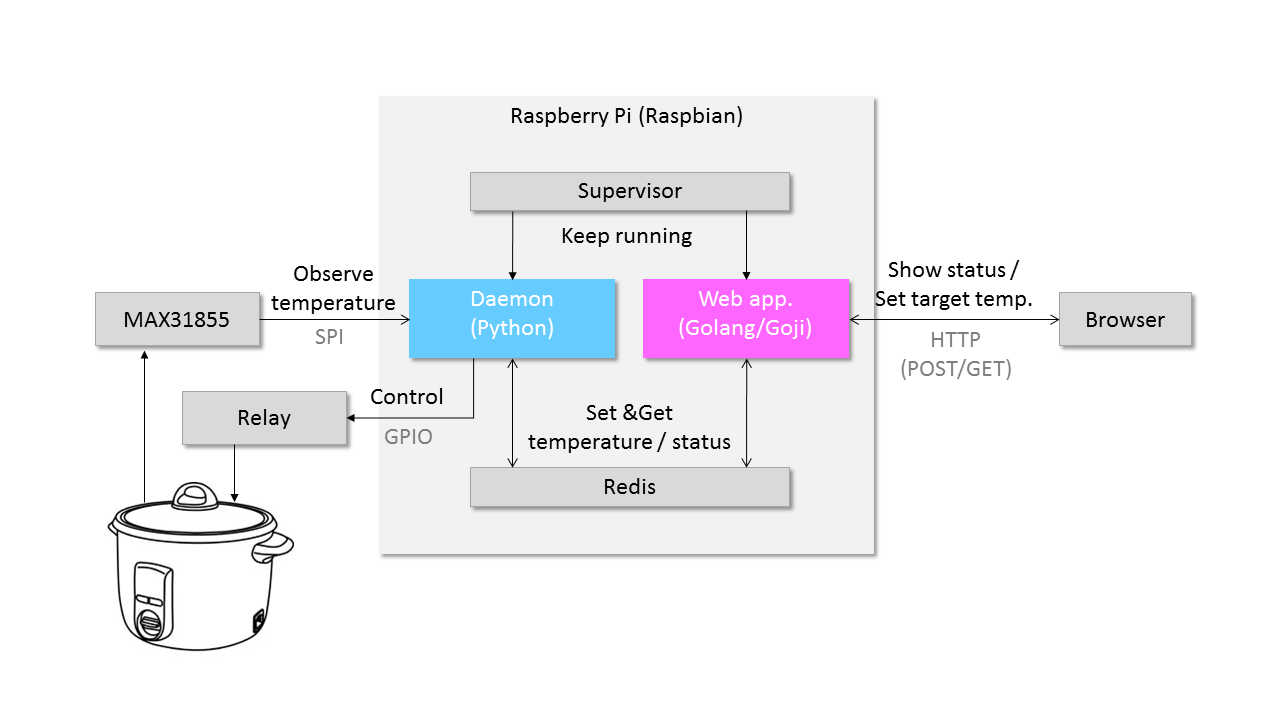 Raspberry Pi (Raspbian)
Supervisor
Keep running
Observe
temperature
SPI
MAX31855
Daemon
(Python)
Web app.
(Golang/Goji)
Show status /
Set target temp.
HTTP
(POST/GET)
Browser
Relay
Control
GPIO
Set &Get
temperature / status
Redis